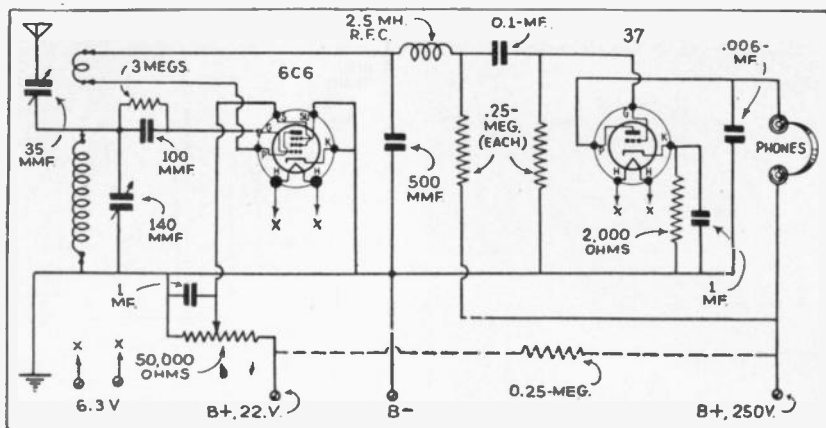 2.5 MH.
R.F.C.
0.1-MF.
37
.006-
MF.
3 MEGS.
6C6
SG
SU
G
P
K
H
H
X
X
35
MMF
100
MMF
140
MMF
500
MMF.
.25-
MEG.
(EACH)
G
P
K
H
H
X
X
PHONES
2,000
OHMS
1
MF.
1
MF.
X
X
6.3 V
50,000
OHMS
B+, 22.V.
B-
0.25-MEG.
B+, 250V.